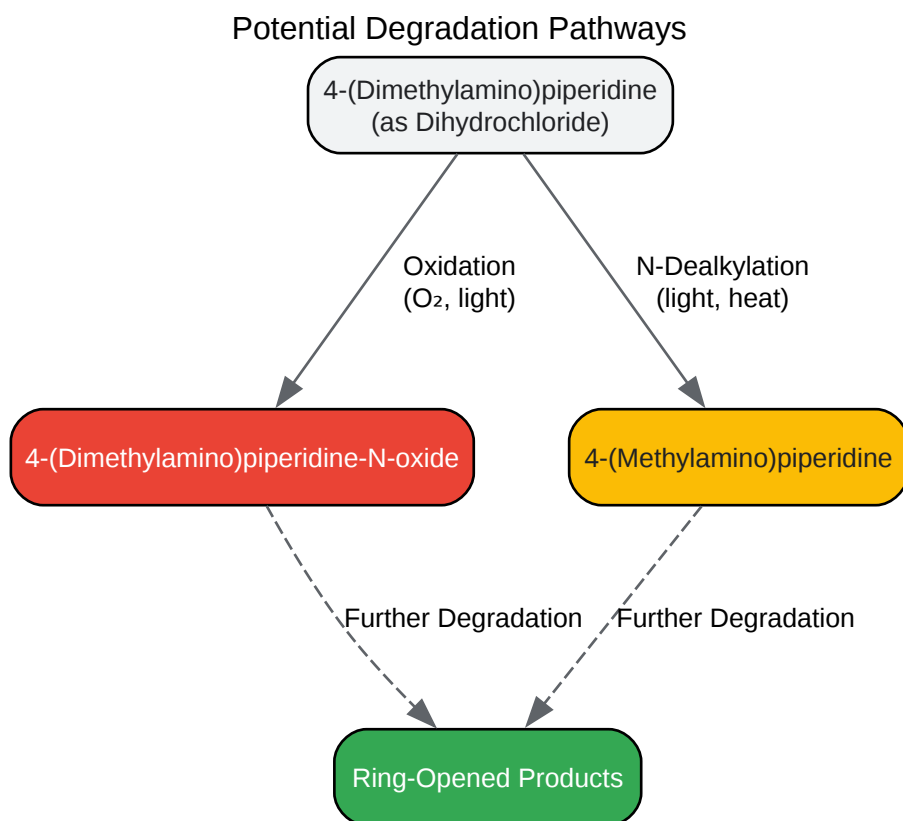 Potential Degradation Pathways
4-(Dimethylamino)piperidine
(as Dihydrochloride)
Oxidation
(O₂, light)
N-Dealkylation
(light, heat)
4-(Dimethylamino)piperidine-N-oxide
4-(Methylamino)piperidine
Further Degradation
Further Degradation
Ring-Opened Products